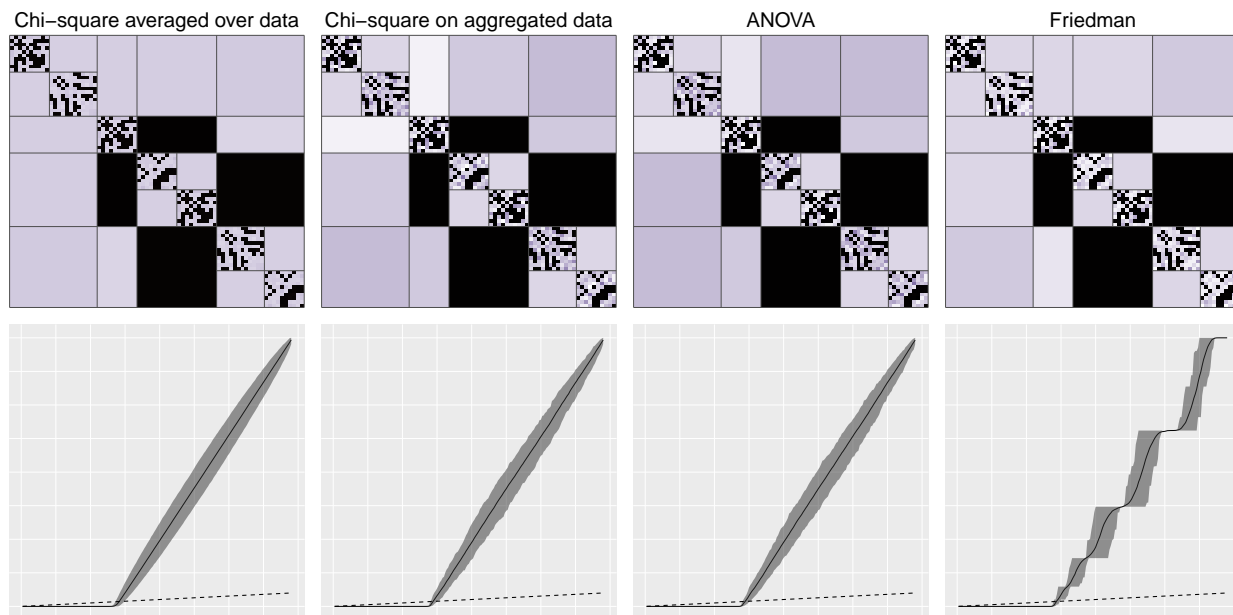 Chi−square averaged over data
Chi−square on aggregated data
ANOVA
Friedman